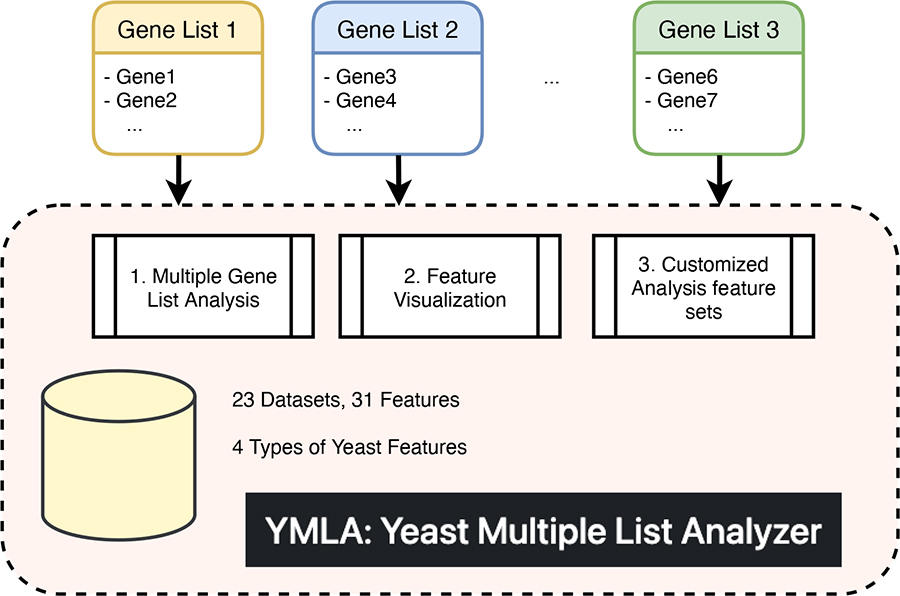 Gene List 1
- Gene1
- Gene2
...
Gene List 2
- Gene3
- Gene4
...
...
Gene List 3
- Gene6
- Gene7
...
1. Multiple Gene
List Analysis
2. Feature
Visualization
3. Customized
Analysis feature
sets
23 Datasets, 31 Features
4 Types of Yeast Features
YMLA: Yeast Multiple List Analyzer